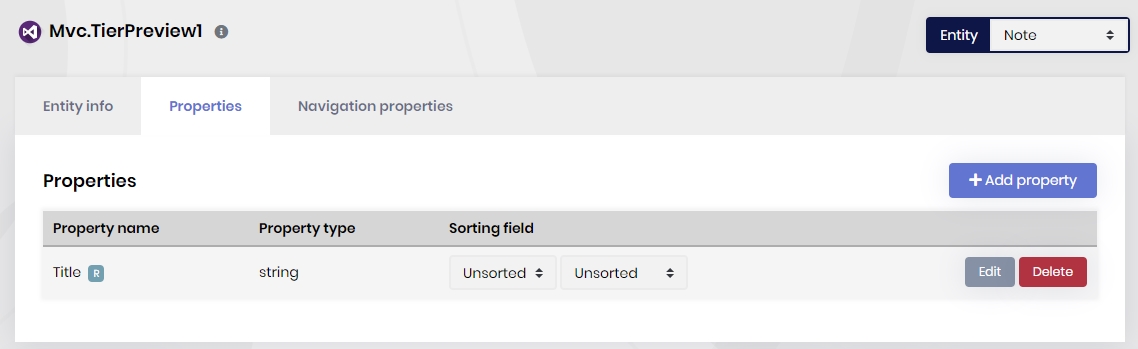 Mvc.TierPreview1 i
Entity Note
Entity info Properties Navigation properties
Properties + Add property
Property name Property type Sorting field
Title R string Unsorted Unsorted Edit Delete